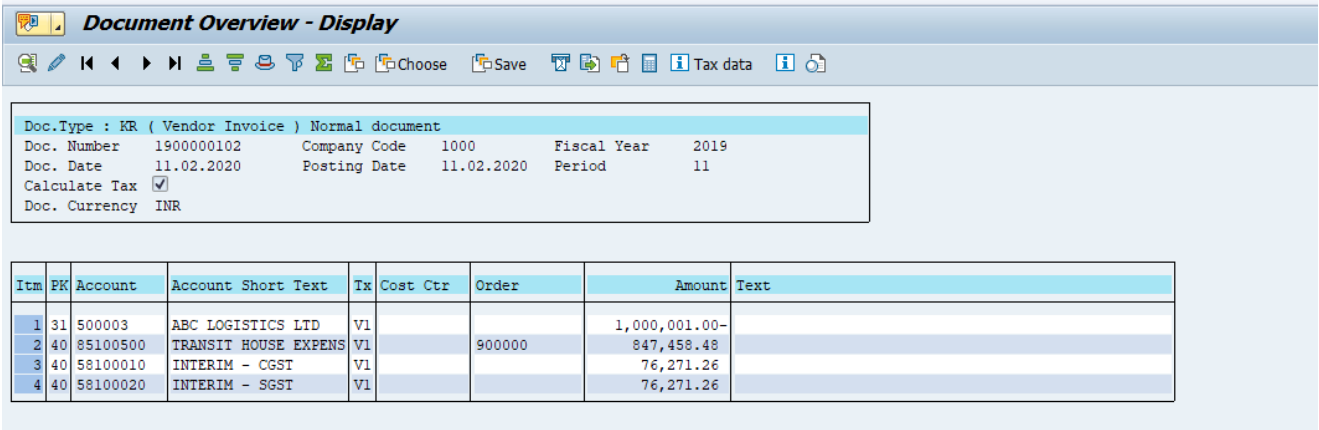 Document Overview - Display
Choose Save Tax data
Doc.Type : KR ( Vendor Invoice ) Normal document
Doc. Number 1900000102 Company Code 1000 Fiscal Year 2019
Doc. Date 11.02.2020 Posting Date 11.02.2020 Period 11
Calculate Tax
Doc. Currency INR
Itm PK Account Account Short Text Tx Cost Ctr Order Amount Text
1 31 500003 ABC LOGISTICS LTD V1 1,000,001.00-
2 40 85100500 TRANSIT HOUSE EXPENS V1 900000 847,458.48
3 40 58100010 INTERIM - CGST V1 76,271.26
4 40 58100020 INTERIM - SGST V1 76,271.26